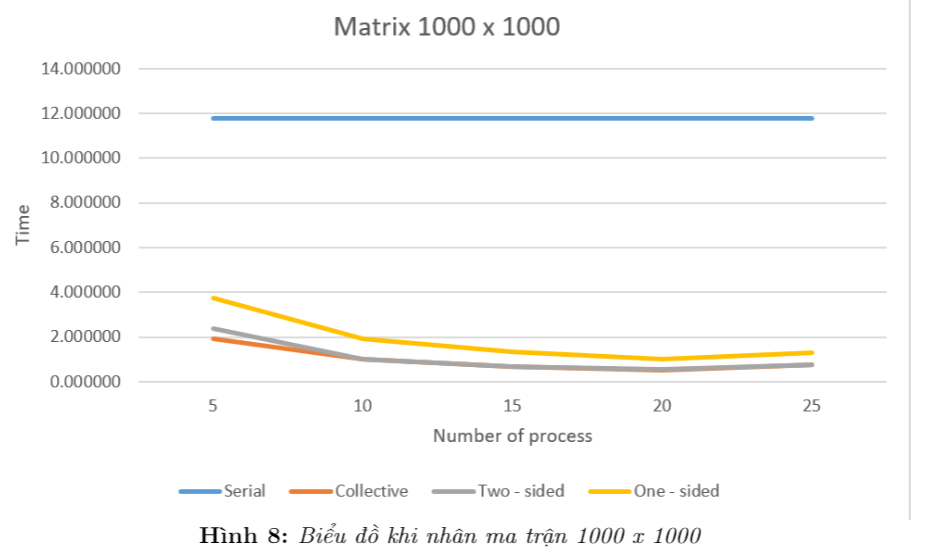 Matrix 1000 x 1000
14.000000
12.000000
10.000000
8.000000
6.000000
4.000000
2.000000
0.000000
Time
5 10 15 20 25
Number of process
Serial Collective Two - sided One - sided
Hình 8: Biểu đồ khi nhân ma trận 1000 x 1000